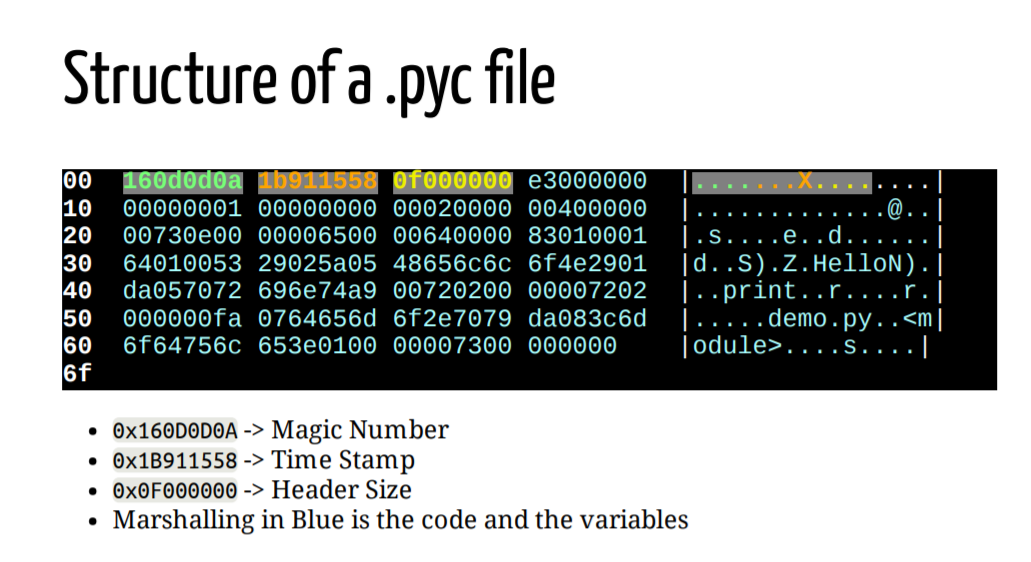 Structure of a .pyc file
00 160d0d0a 1b911558 0f000000 e3000000 |.......X........|
10 00000001 00000000 00020000 00400000 |.............@..|
20 00730e00 00006500 00640000 83010001 |.s....e..d......|
30 64010053 29025a05 48656c6c 6f4e2901 |d..S).Z.HelloN).|
40 da057072 696e74a9 00720200 00007202 |..print..r....r.|
50 000000fa 0764656d 6f2e7079 da083c6d |.....demo.py..<m|
60 6f64756c 653e0100 00007300 000000 |odule>....s....|
6f
• 0x160D0D0A -> Magic Number
• 0x1B911558 -> Time Stamp
• 0x0F000000 -> Header Size
• Marshalling in Blue is the code and the variables